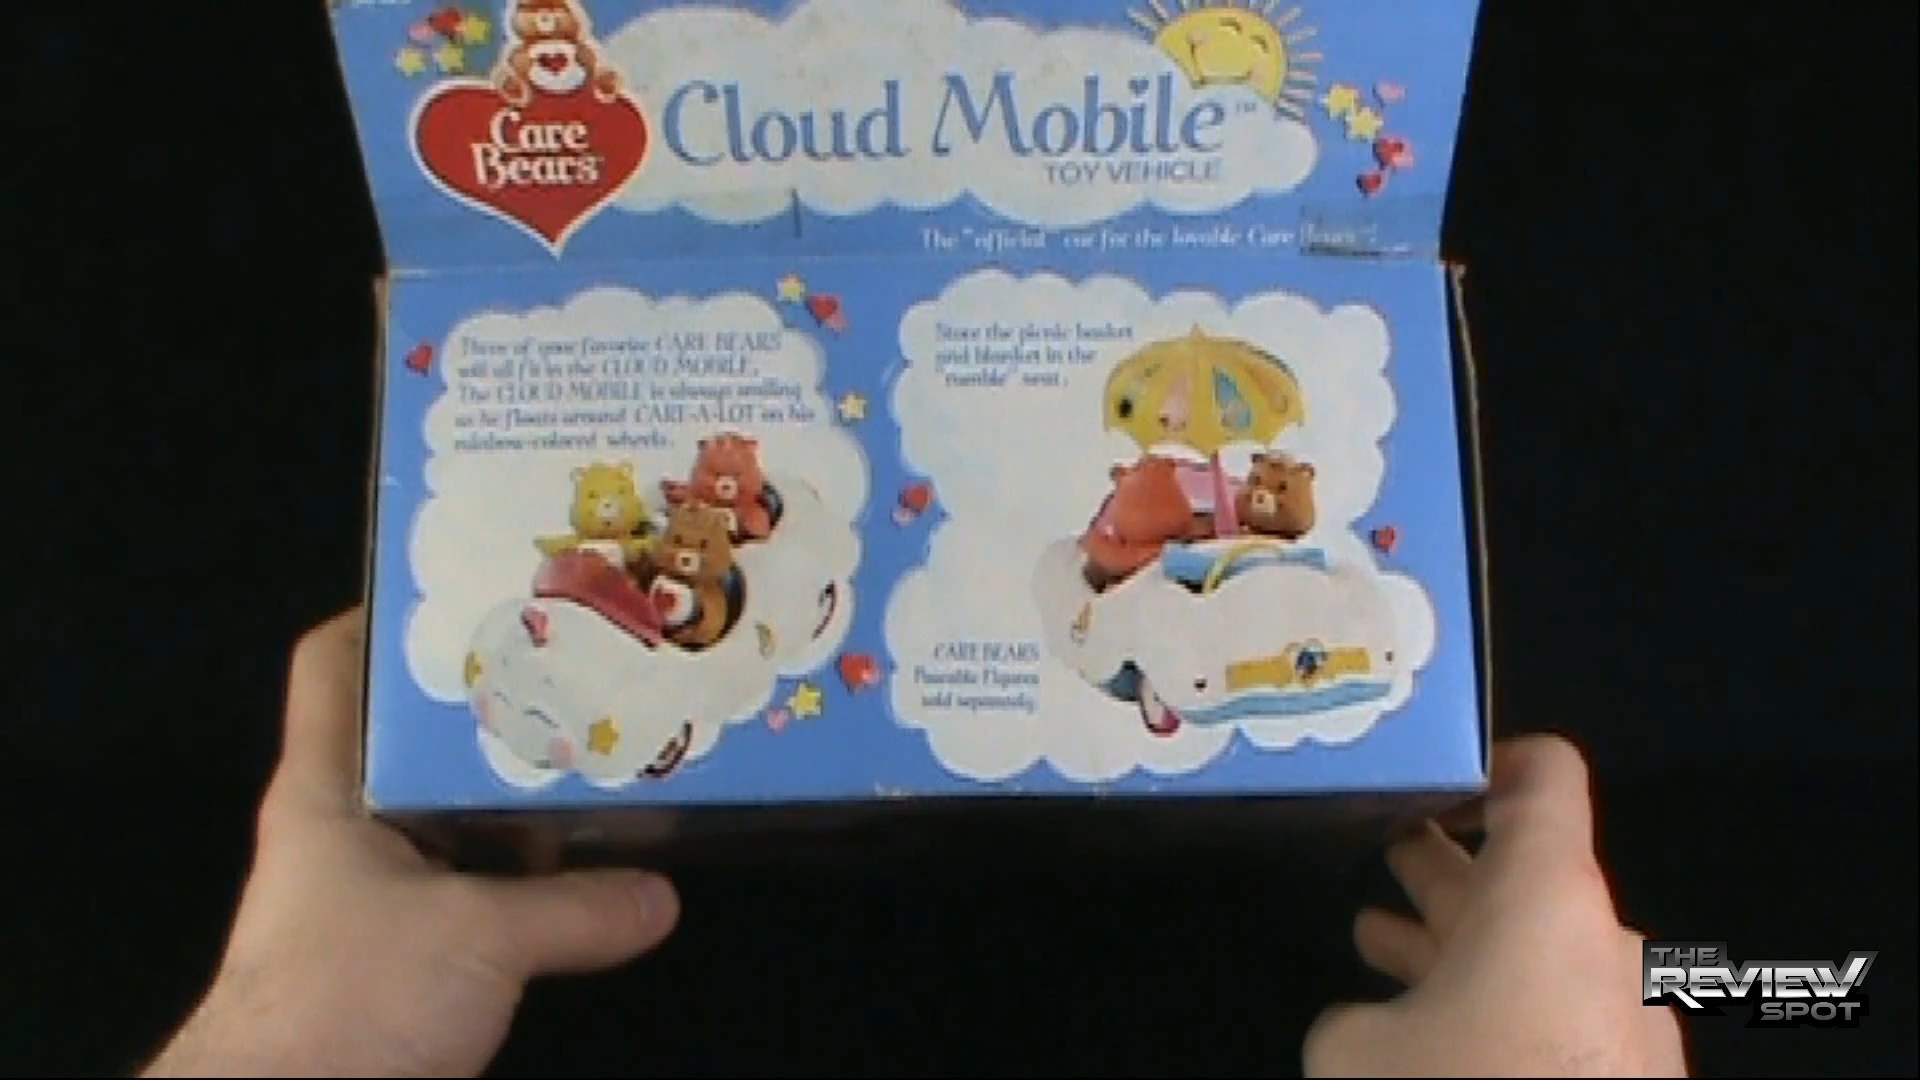 Care
Bears
Cloud Mobile™
TOY VEHICLE
The "official" car for the lovable Care Bears™!
Three of your favorite CARE BEARS
will all fit in the CLOUD MOBILE.
The CLOUD MOBILE is always smiling
as he floats around CARE-A-LOT on his
rainbow-colored wheels.
Store the picnic basket
and blanket in the
"rumble" seat.
CARE BEARS
Poseable Figures
sold separately.
THE
REVIEW
SPOT